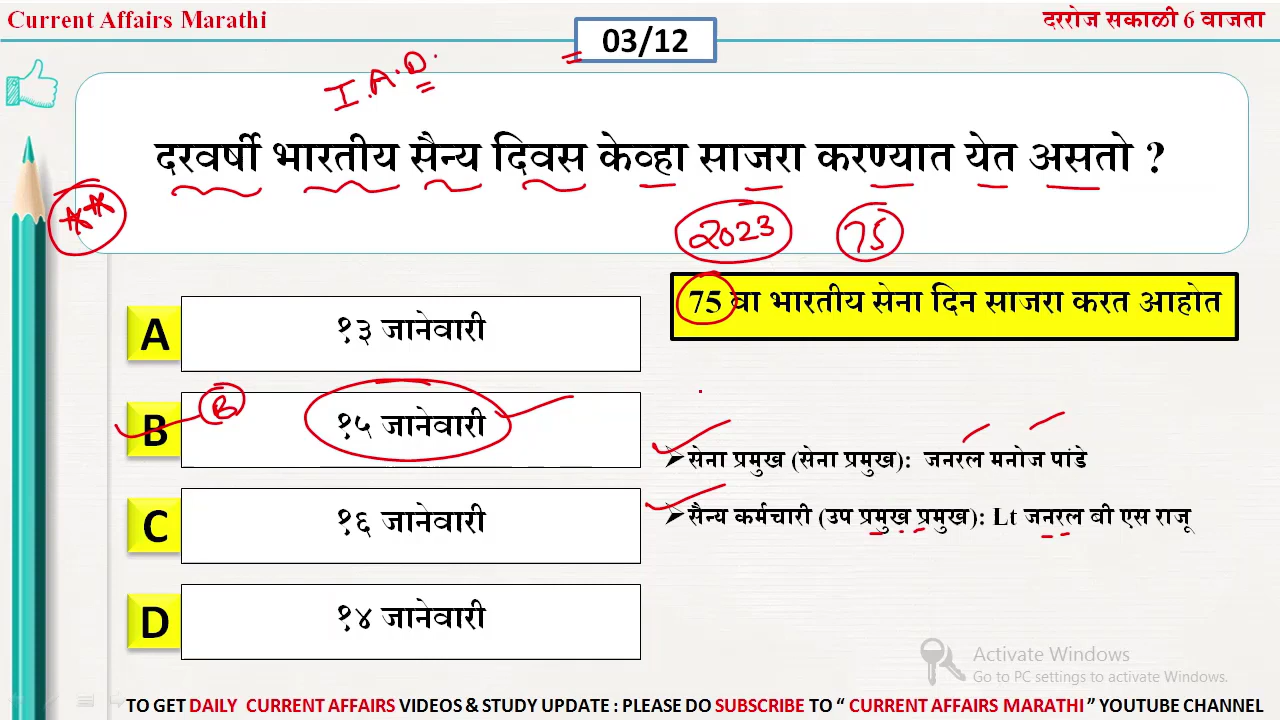 Current Affairs Marathi
दररोज सकाळी 6 वाजता
03/12
I.A.D.
दरवर्षी भारतीय सैन्य दिवस केव्हा साजरा करण्यात येत असतो ?
2023
75
75 वा भारतीय सेना दिन साजरा करत आहोत
A
१३ जानेवारी
B
B
१५ जानेवारी
सेना प्रमुख (सेना प्रमुख): जनरल मनोज पांडे
सैन्य कर्मचारी (उप प्रमुख प्रमुख): Lt जनरल बी एस राजू
C
१६ जानेवारी
D
१४ जानेवारी
Activate Windows
Go to PC settings to activate Windows.
TO GET DAILY CURRENT AFFAIRS VIDEOS & STUDY UPDATE : PLEASE DO SUBSCRIBE TO “ CURRENT AFFAIRS MARATHI ” YOUTUBE CHANNEL